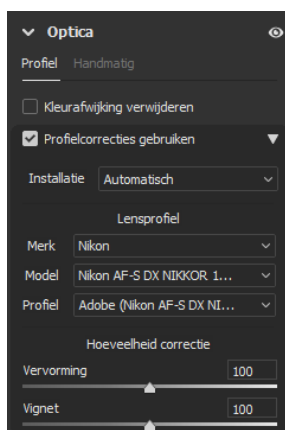 Optica
Profiel Handmatig
Kleurafwijking verwijderen
Profielcorrecties gebruiken
Installatie Automatisch
Lensprofiel
Merk Nikon
Model Nikon AF-S DX NIKKOR 1...
Profiel Adobe (Nikon AF-S DX NI...
Hoeveelheid correctie
Vervorming 100
Vignet 100